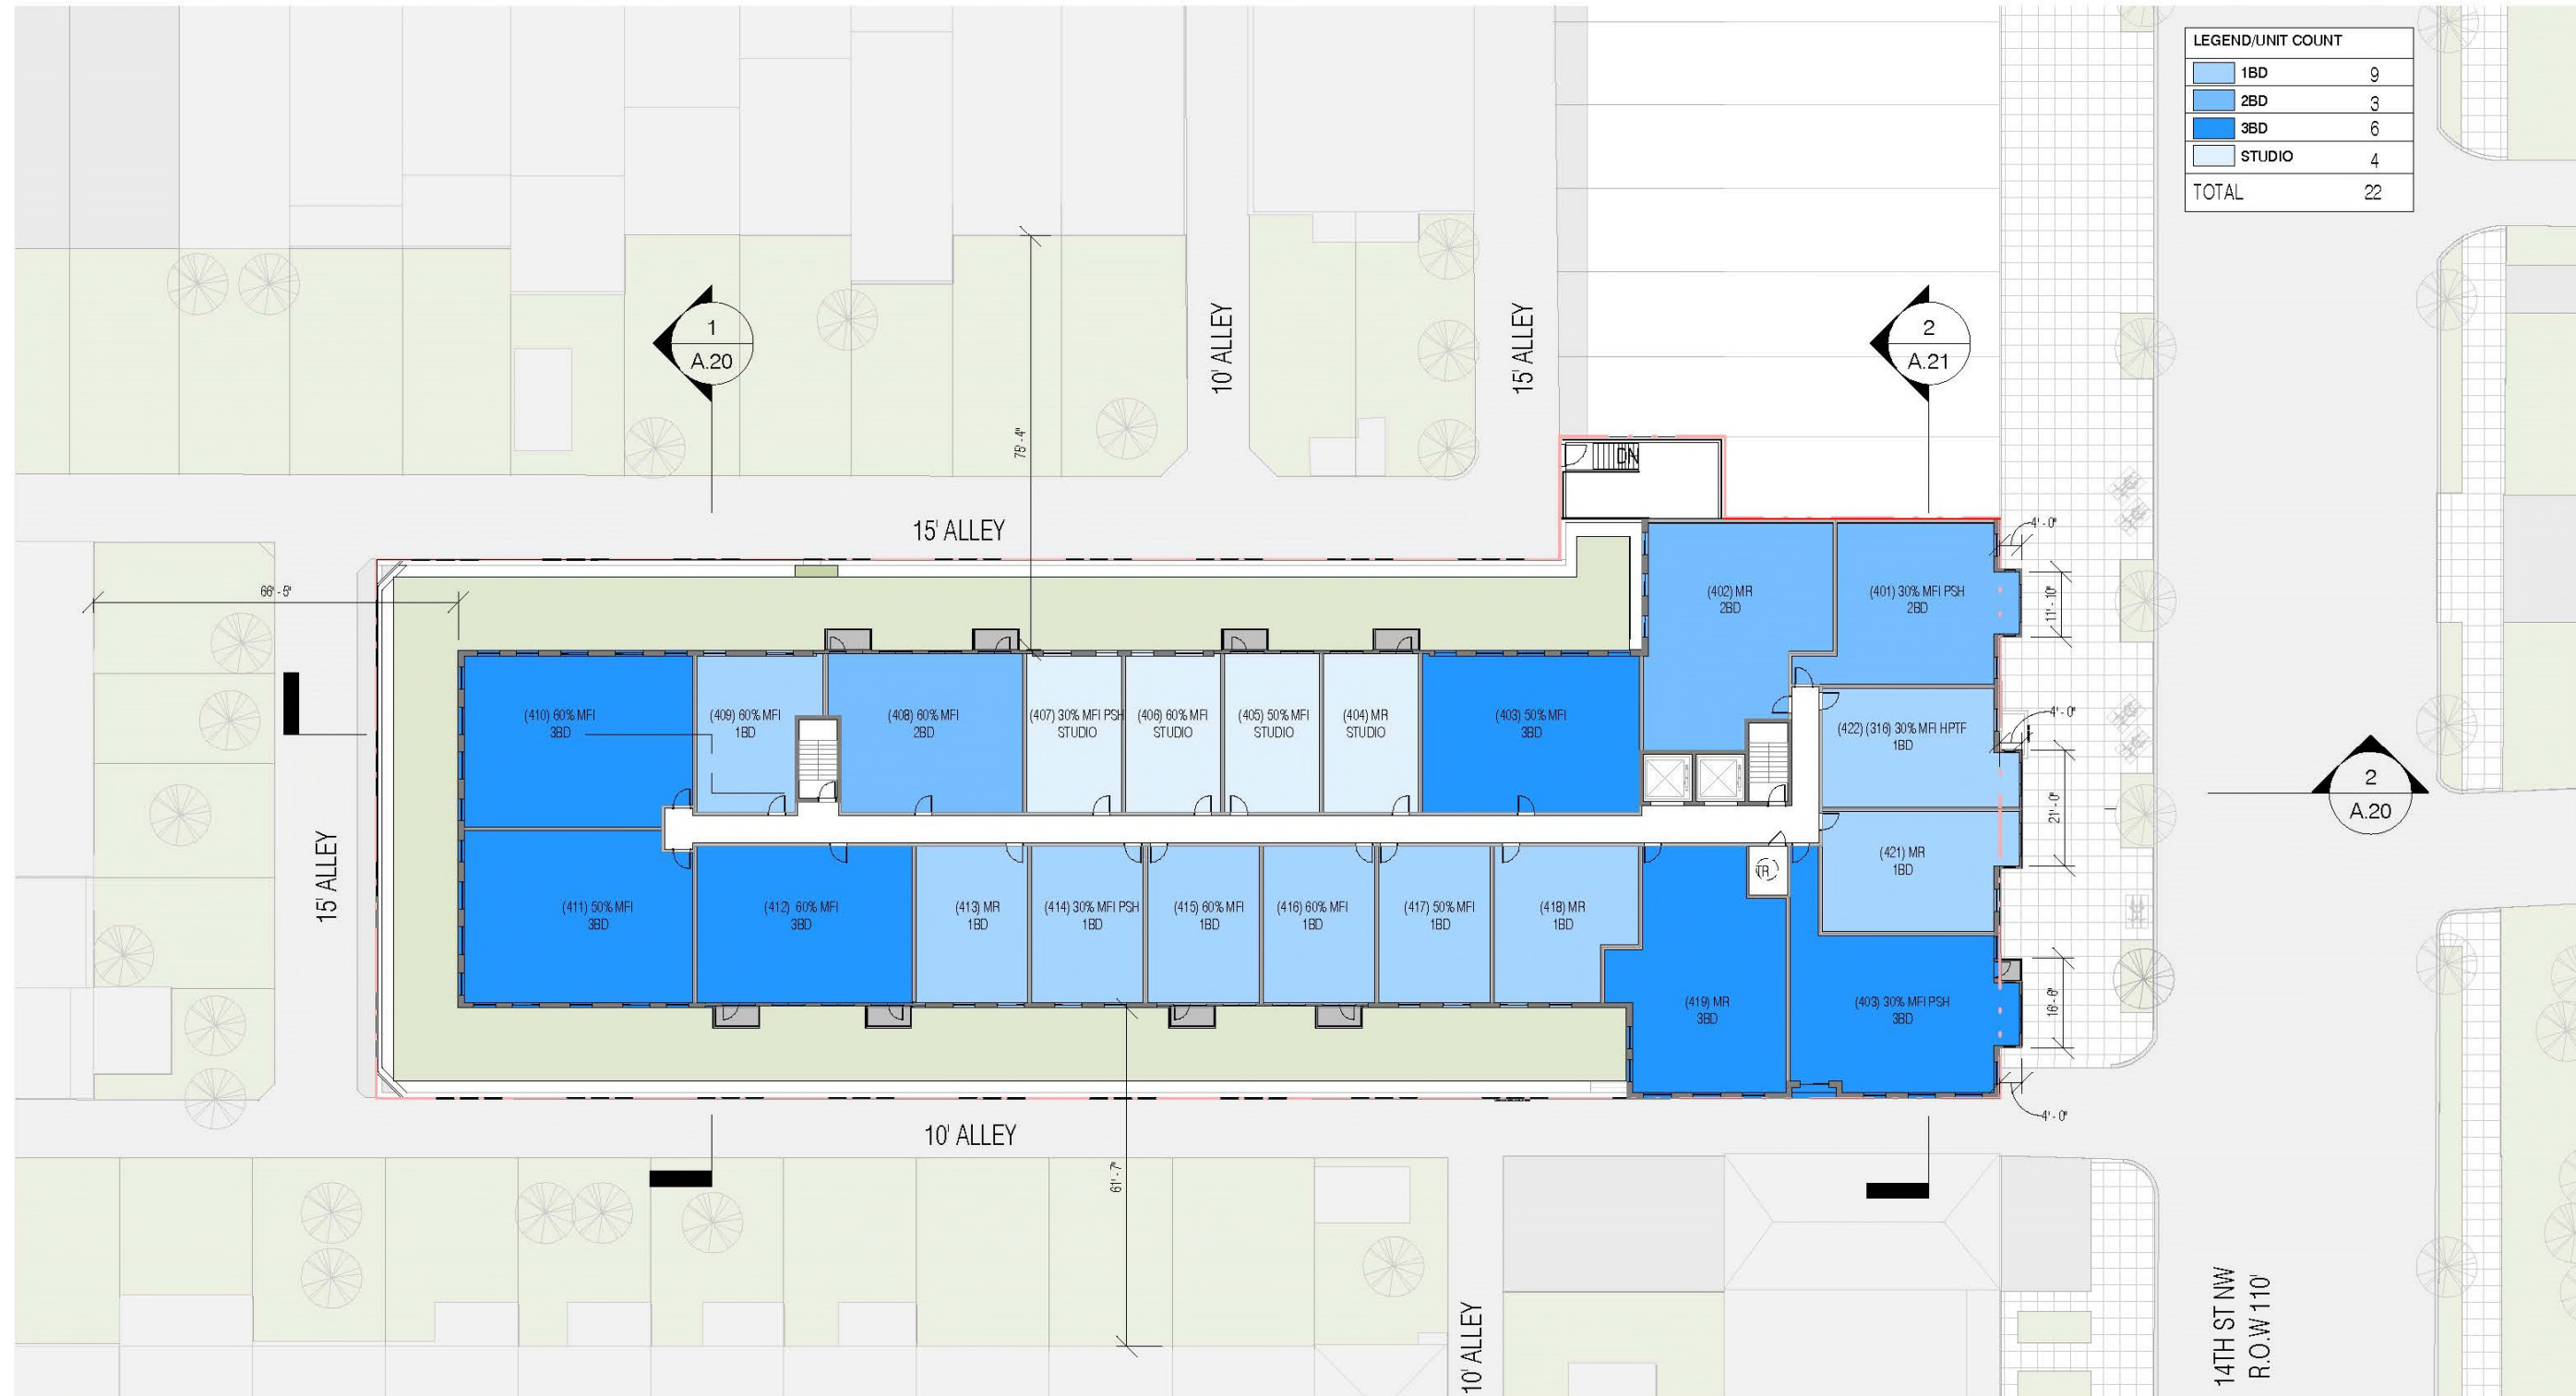 LEGEND/UNIT COUNT
1BD 9
2BD 3
3BD 6
STUDIO 4
TOTAL 22
1
A.20
10' ALLEY
15' ALLEY
2
A.21
75' - 4"
DN
15' ALLEY
4' - 0"
66' - 5"
11' - 10"
(402) MR
2BD
(401) 30% MFI PSH
2BD
(410) 60% MFI
3BD
(409) 60% MFI
1BD
(408) 60% MFI
2BD
(407) 30% MFI PSH
STUDIO
(406) 60% MFI
STUDIO
(405) 50% MFI
STUDIO
(404) MR
STUDIO
(403) 50% MFI
3BD
4' - 0"
(422) (316) 30% MFI HPTF
1BD
21' - 0"
2
A.20
15' ALLEY
(421) MR
1BD
TR
(411) 50% MFI
3BD
(412) 60% MFI
3BD
(413) MR
1BD
(414) 30% MFI PSH
1BD
(415) 60% MFI
1BD
(416) 60% MFI
1BD
(417) 50% MFI
1BD
(418) MR
1BD
(419) MR
3BD
(403) 30% MFI PSH
3BD
16' - 6"
4' - 0"
10' ALLEY
61' - 7"
10' ALLEY
14TH ST NW
R.O.W 110'